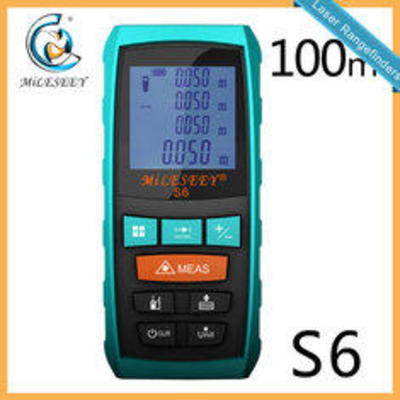 MiLESEEY
100m
Laser Rangefinders
0.050 m
0.050 m
0.050 m
0.050 m
MiLESEEY®
S6
+/-
MEAS
CLR
Unit
S6